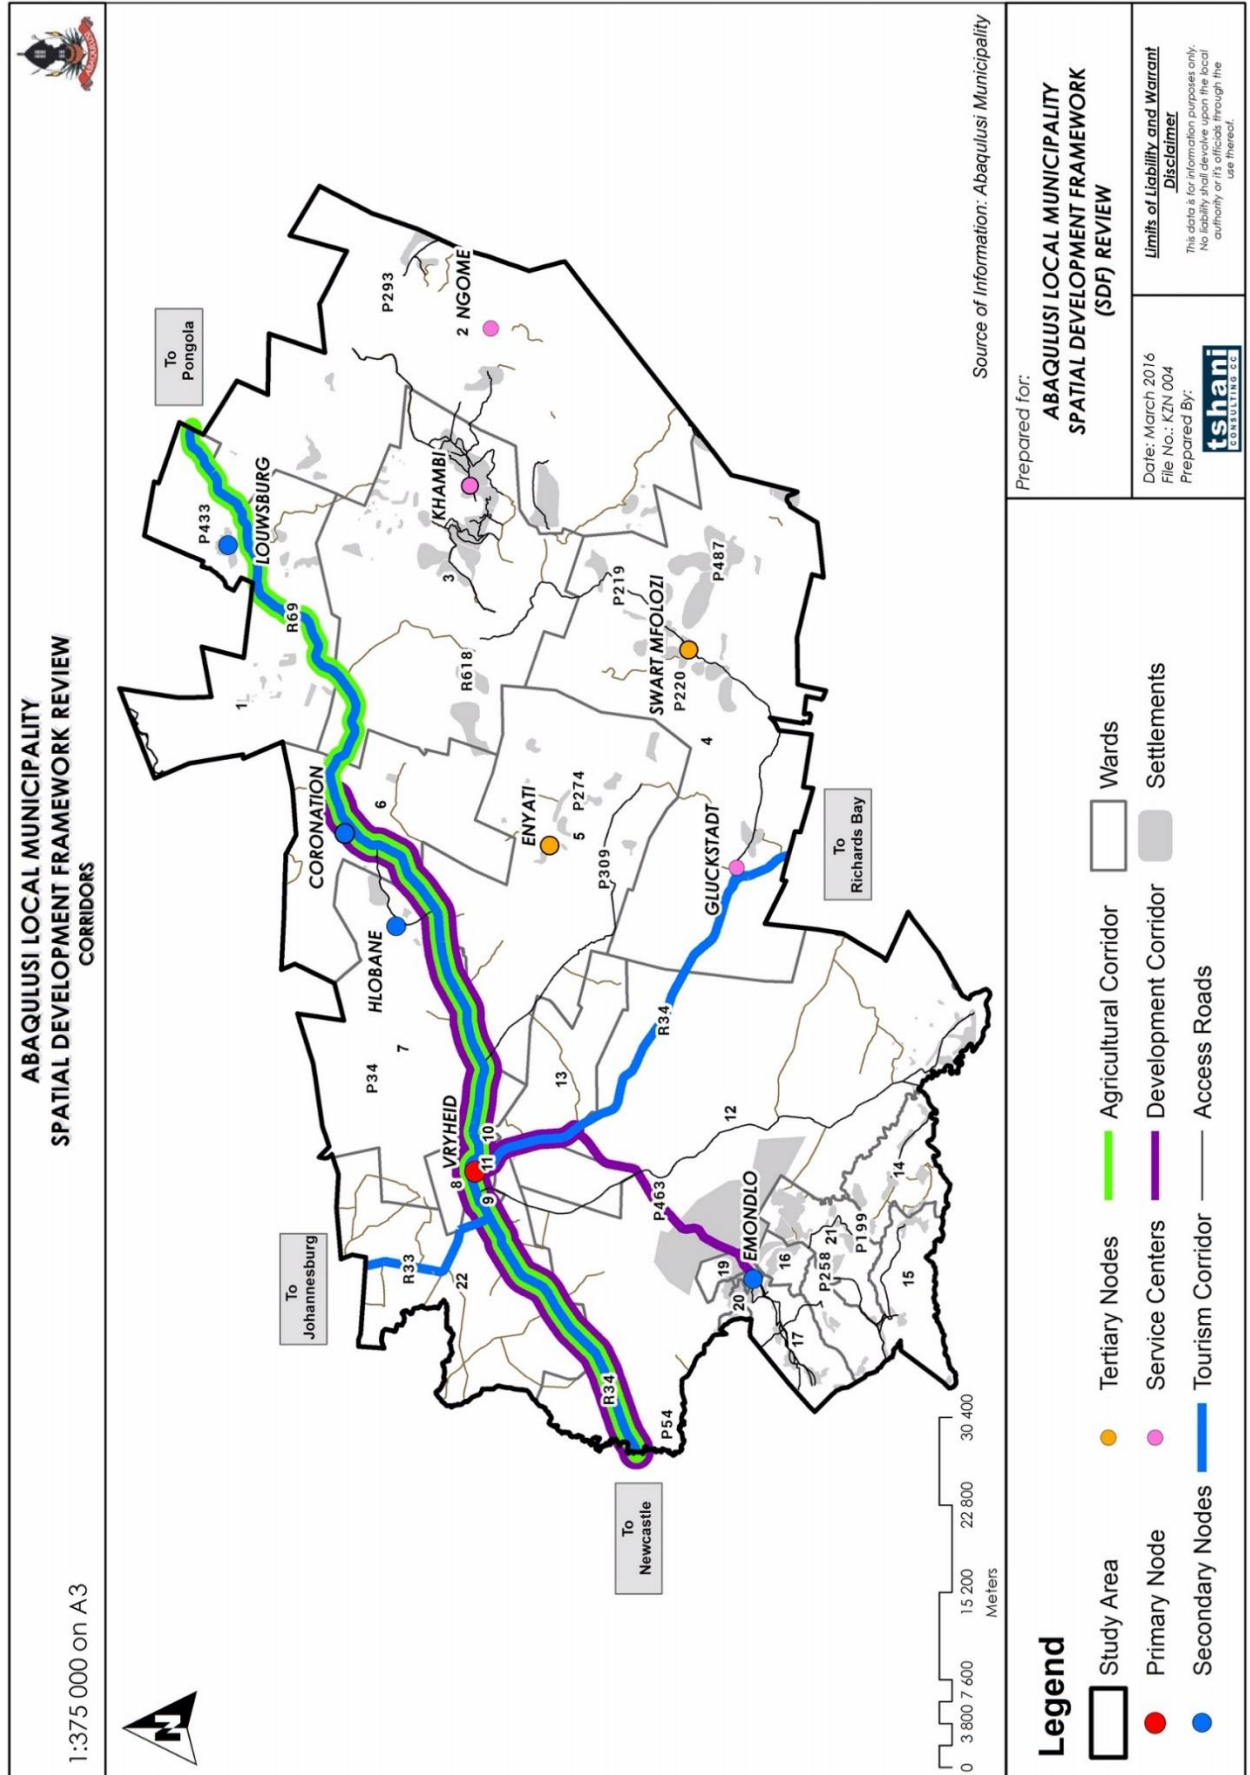 ABAQULUSI LOCAL MUNICIPALITY
SPATIAL DEVELOPMENT FRAMEWORK REVIEW
CORRIDORS
1:375 000 on A3
N
To
Pongola
To
Johannesburg
To
Newcastle
To
Richards Bay
P433
LOUWSBURG
R69
1
P293
2 NGOME
KHAMBI
3
CORONATION
6
R618
HLOBANE
P34
7
ENYATI
5
P274
P309
P219
SWART MFOLOZI
P220
P487
4
GLUCKSTADT
R34
VRYHEID
8
9
10
11
13
12
R33
22
R34
P54
P463
EMONDLO
19
20
16
17
P258
21
P199
14
15
0 3 800 7 600 15 200 22 800 30 400
Meters
Source of Information: Abaqulusi Municipality
Legend
Study Area
Primary Node
Secondary Nodes
Tertiary Nodes
Service Centers
Tourism Corridor
Agricultural Corridor
Development Corridor
Access Roads
Wards
Settlements
Prepared for:
ABAQULUSI LOCAL MUNICIPALITY
SPATIAL DEVELOPMENT FRAMEWORK
(SDF) REVIEW
Date: March 2016
File No.: KZN 004
Prepared By:
tshani
CONSULTING CC
Limits of Liability and Warrant
Disclaimer
This data is for information purposes only.
No liability shall devolve upon the local
authority or it's officials through the
use thereof.